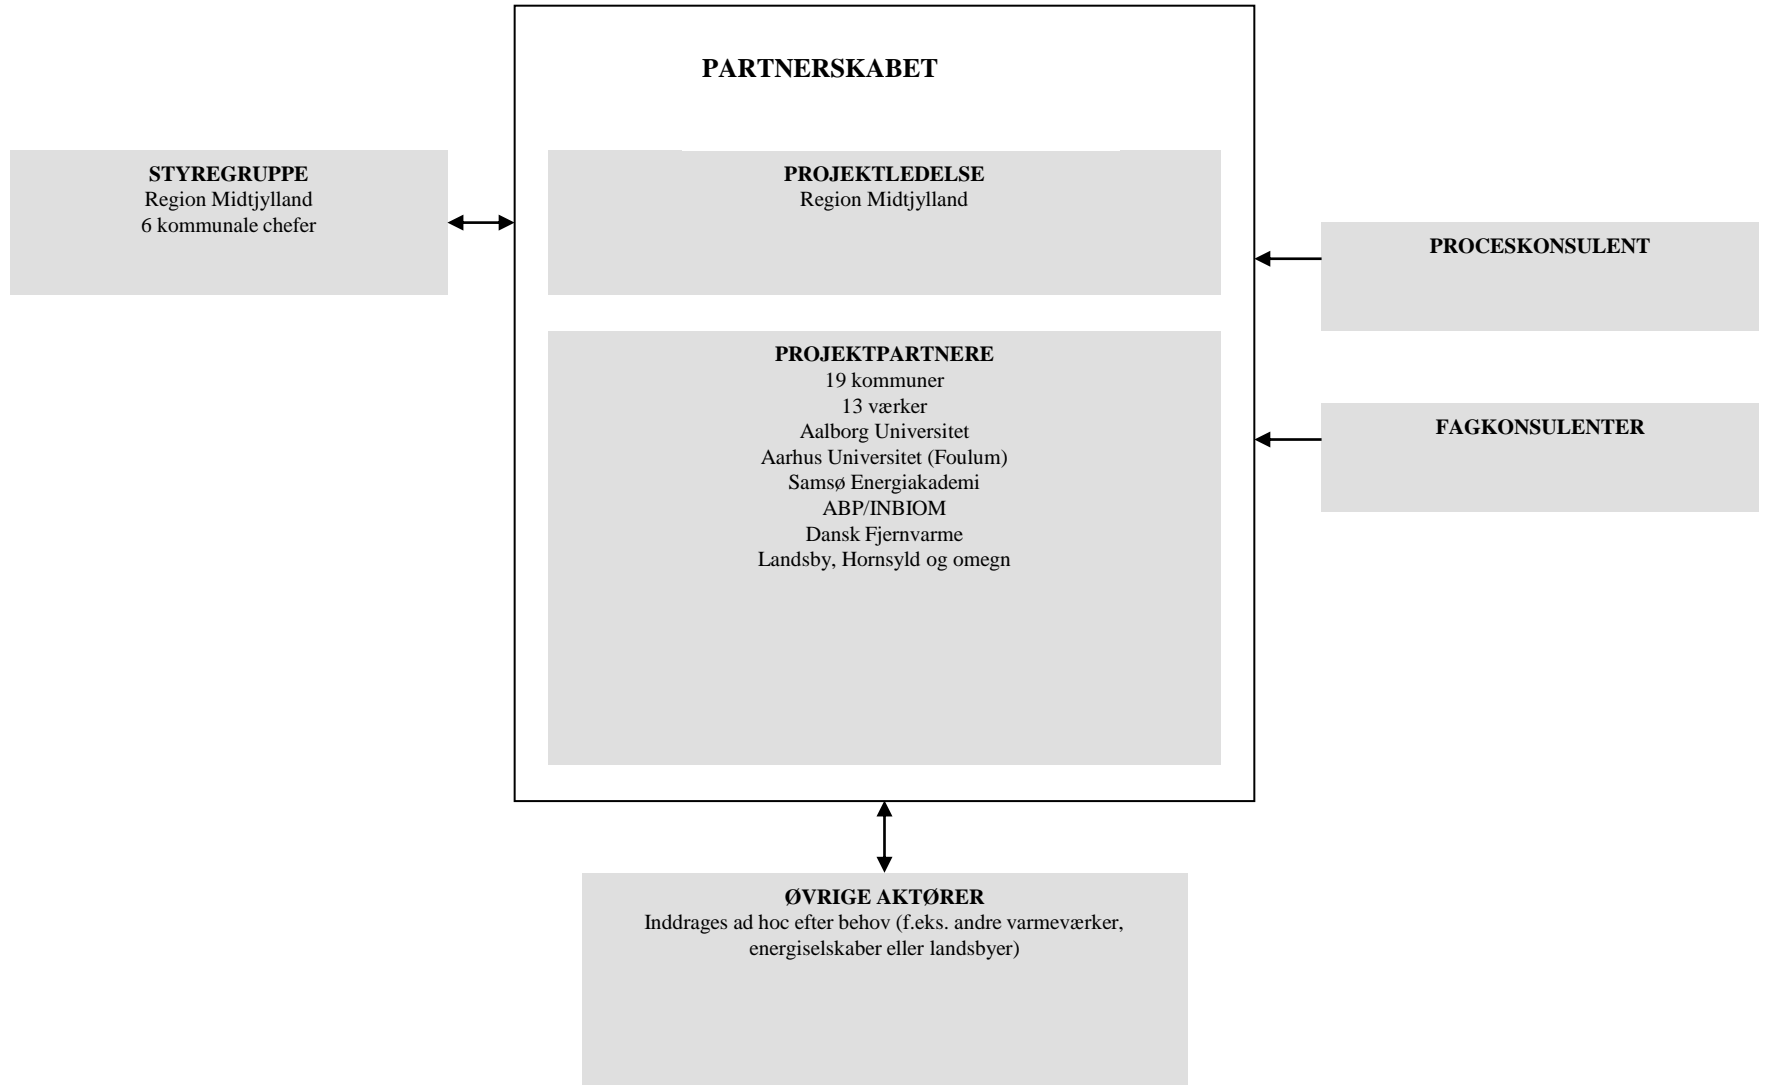 PARTNERSKABET
STYREGRUPPE
Region Midtjylland
6 kommunale chefer
PROJEKTLEDELSE
Region Midtjylland
PROCESKONSULENT
PROJEKTPARTNERE
19 kommuner
13 værker
Aalborg Universitet
Aarhus Universitet (Foulum)
Samsø Energiakademi
ABP/INBIOM
Dansk Fjernvarme
Landsby, Hornsyld og omegn
FAGKONSULENTER
ØVRIGE AKTØRER
Inddrages ad hoc efter behov (f.eks. andre varmeværker,
energiselskaber eller landsbyer)